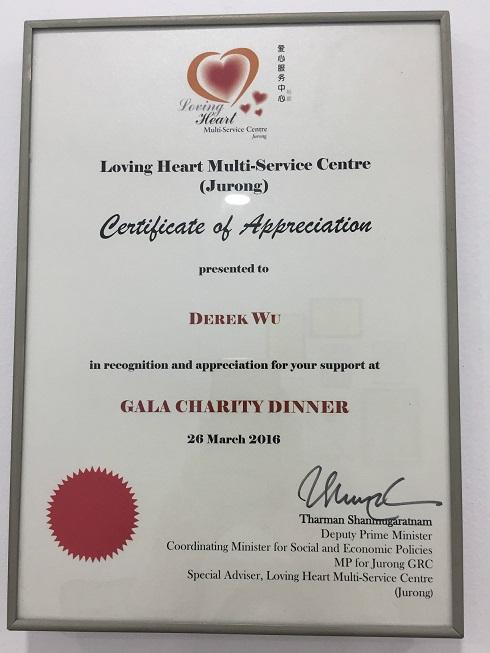 爱心服务中心
Loving
Heart
Multi-Service Centre
Jurong
Loving Heart Multi-Service Centre
(Jurong)
Certificate of Appreciation
presented to
DEREK WU
in recognition and appreciation for your support at
GALA CHARITY DINNER
26 March 2016
Tharman Shanmugaratnam
Deputy Prime Minister
Coordinating Minister for Social and Economic Policies
MP for Jurong GRC
Special Adviser, Loving Heart Multi-Service Centre
(Jurong)